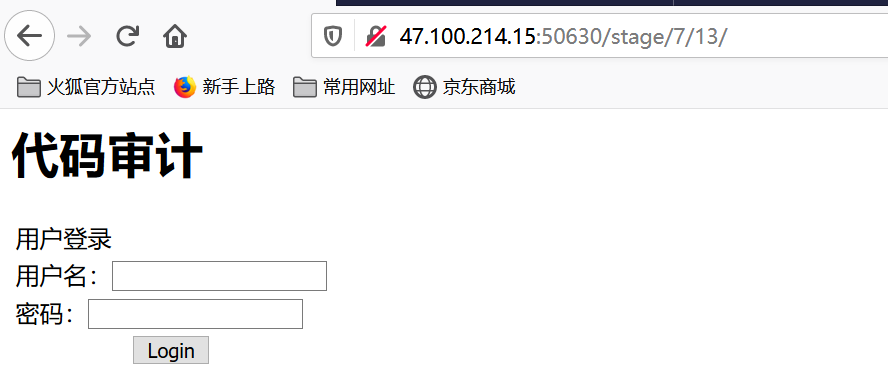 47.100.214.15:50630/stage/7/13/
火狐官方站点 新手上路 常用网址 京东商城
代码审计
用户登录
用户名：
密码：
Login